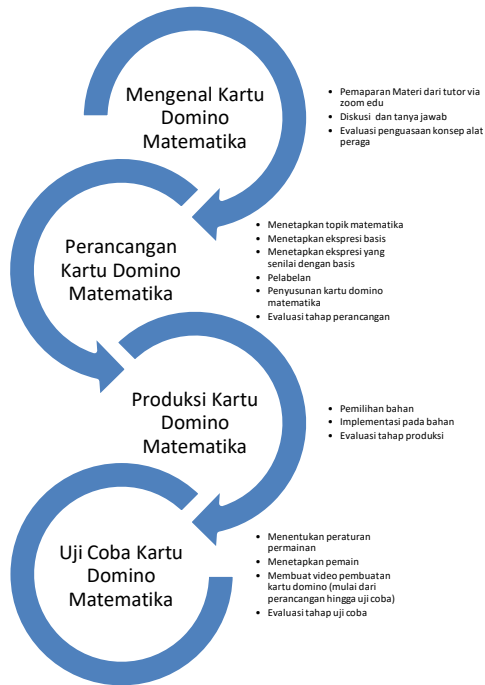 Mengenal Kartu
Domino
Matematika
• Pemaparan Materi dari tutor via
zoom edu
• Diskusi dan tanya jawab
• Evaluasi penguasaan konsep alat
peraga
Perancangan
Kartu Domino
Matematika
• Menetapkan topik matematika
• Menetapkan ekspresi basis
• Menetapkan ekspresi yang
senilai dengan basis
• Pelabelan
• Penyusunan kartu domino
matematika
• Evaluasi tahap perancangan
Produksi Kartu
Domino
Matematika
• Pemilihan bahan
• Implementasi pada bahan
• Evaluasi tahap produksi
Uji Coba Kartu
Domino
Matematika
• Menentukan peraturan
permainan
• Menetapkan pemain
• Membuat video pembuatan
kartu domino (mulai dari
perancangan hingga uji coba)
• Evaluasi tahap uji coba